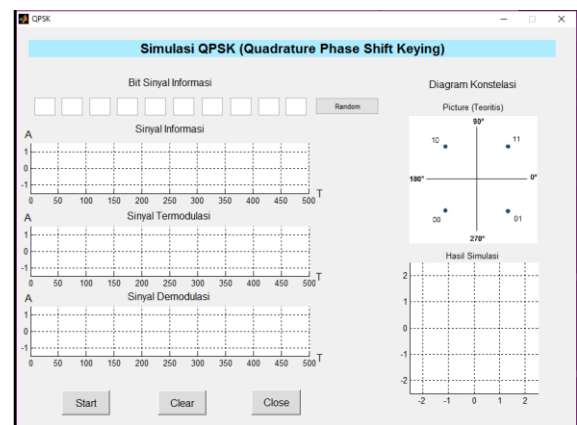 QPSK
Simulasi QPSK (Quadrature Phase Shift Keying)
Bit Sinyal Informasi
Random
A
Sinyal Informasi
1
0
-1
0 50 100 150 200 250 300 350 400 450 500
T
A
Sinyal Termodulasi
1
0
-1
0 50 100 150 200 250 300 350 400 450 500
T
A
Sinyal Demodulasi
1
0
-1
0 50 100 150 200 250 300 350 400 450 500
T
Start
Clear
Close
Diagram Konstelasi
Picture (Teoritis)
90°
10 11
180° 0°
00 01
270°
Hasil Simulasi
2
1
0
-1
-2
-2 -1 0 1 2